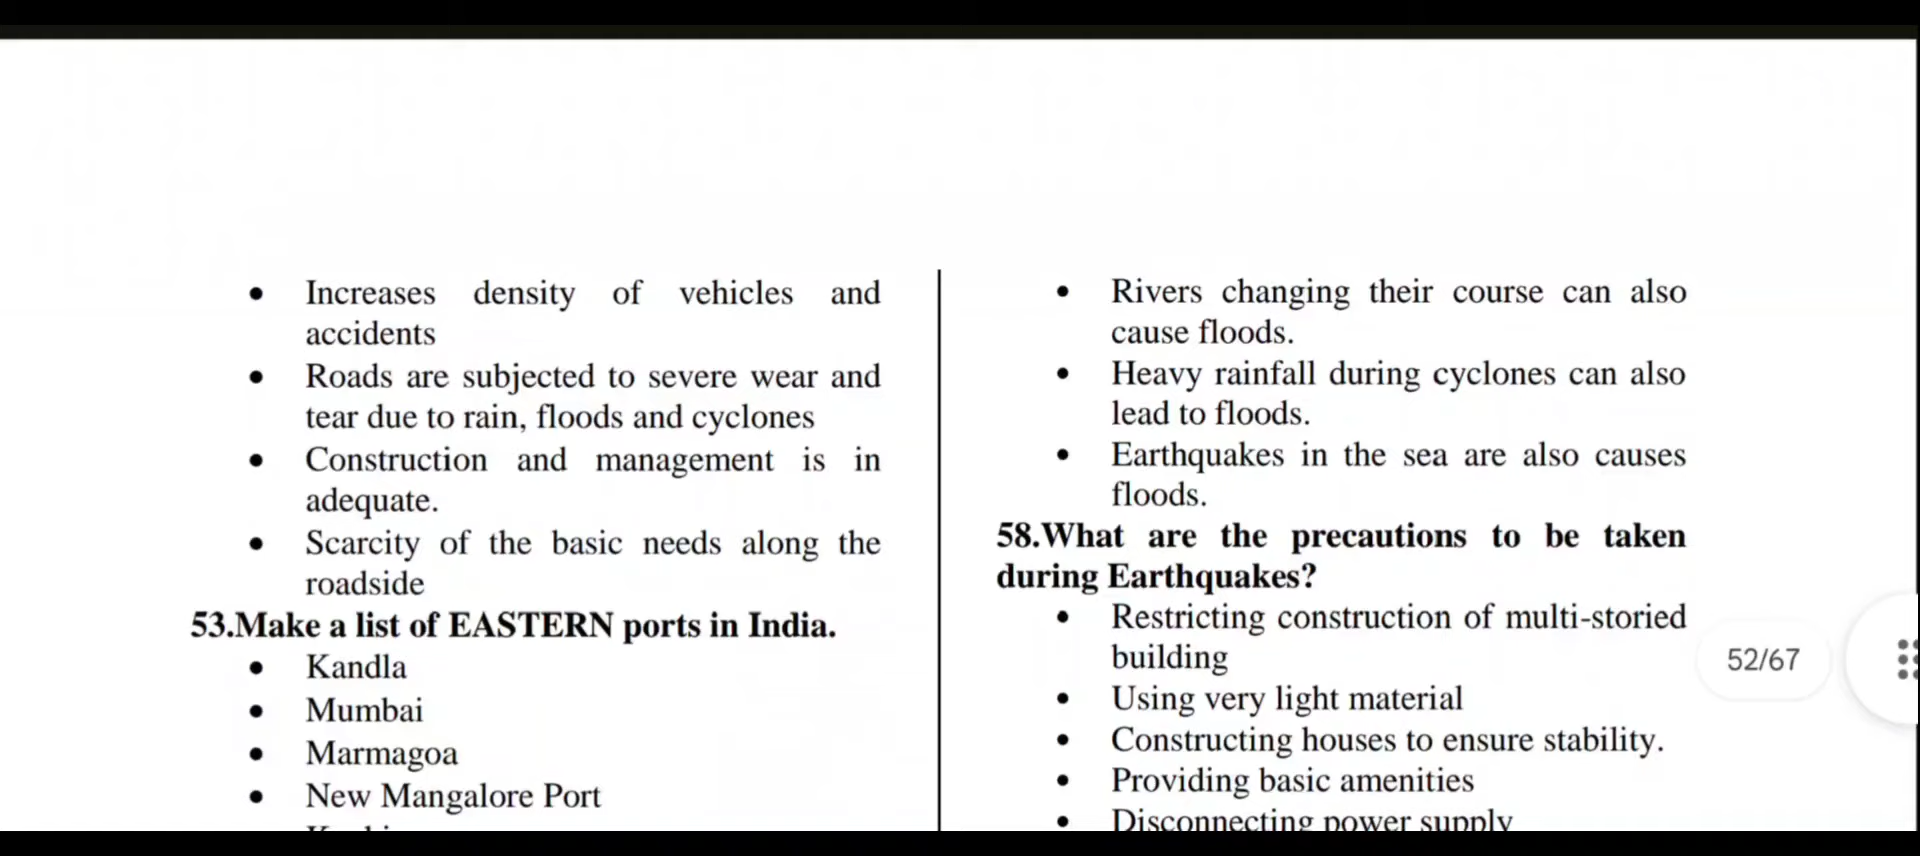 • Increases density of vehicles and
accidents
• Roads are subjected to severe wear and
tear due to rain, floods and cyclones
• Construction and management is in
adequate.
• Scarcity of the basic needs along the
roadside
53.Make a list of EASTERN ports in India.
• Kandla
• Mumbai
• Marmagoa
• New Mangalore Port
• Rivers changing their course can also
cause floods.
• Heavy rainfall during cyclones can also
lead to floods.
• Earthquakes in the sea are also causes
floods.
58.What are the precautions to be taken
during Earthquakes?
• Restricting construction of multi-storied
building
• Using very light material
• Constructing houses to ensure stability.
• Providing basic amenities
• Disconnecting power supply
52/67